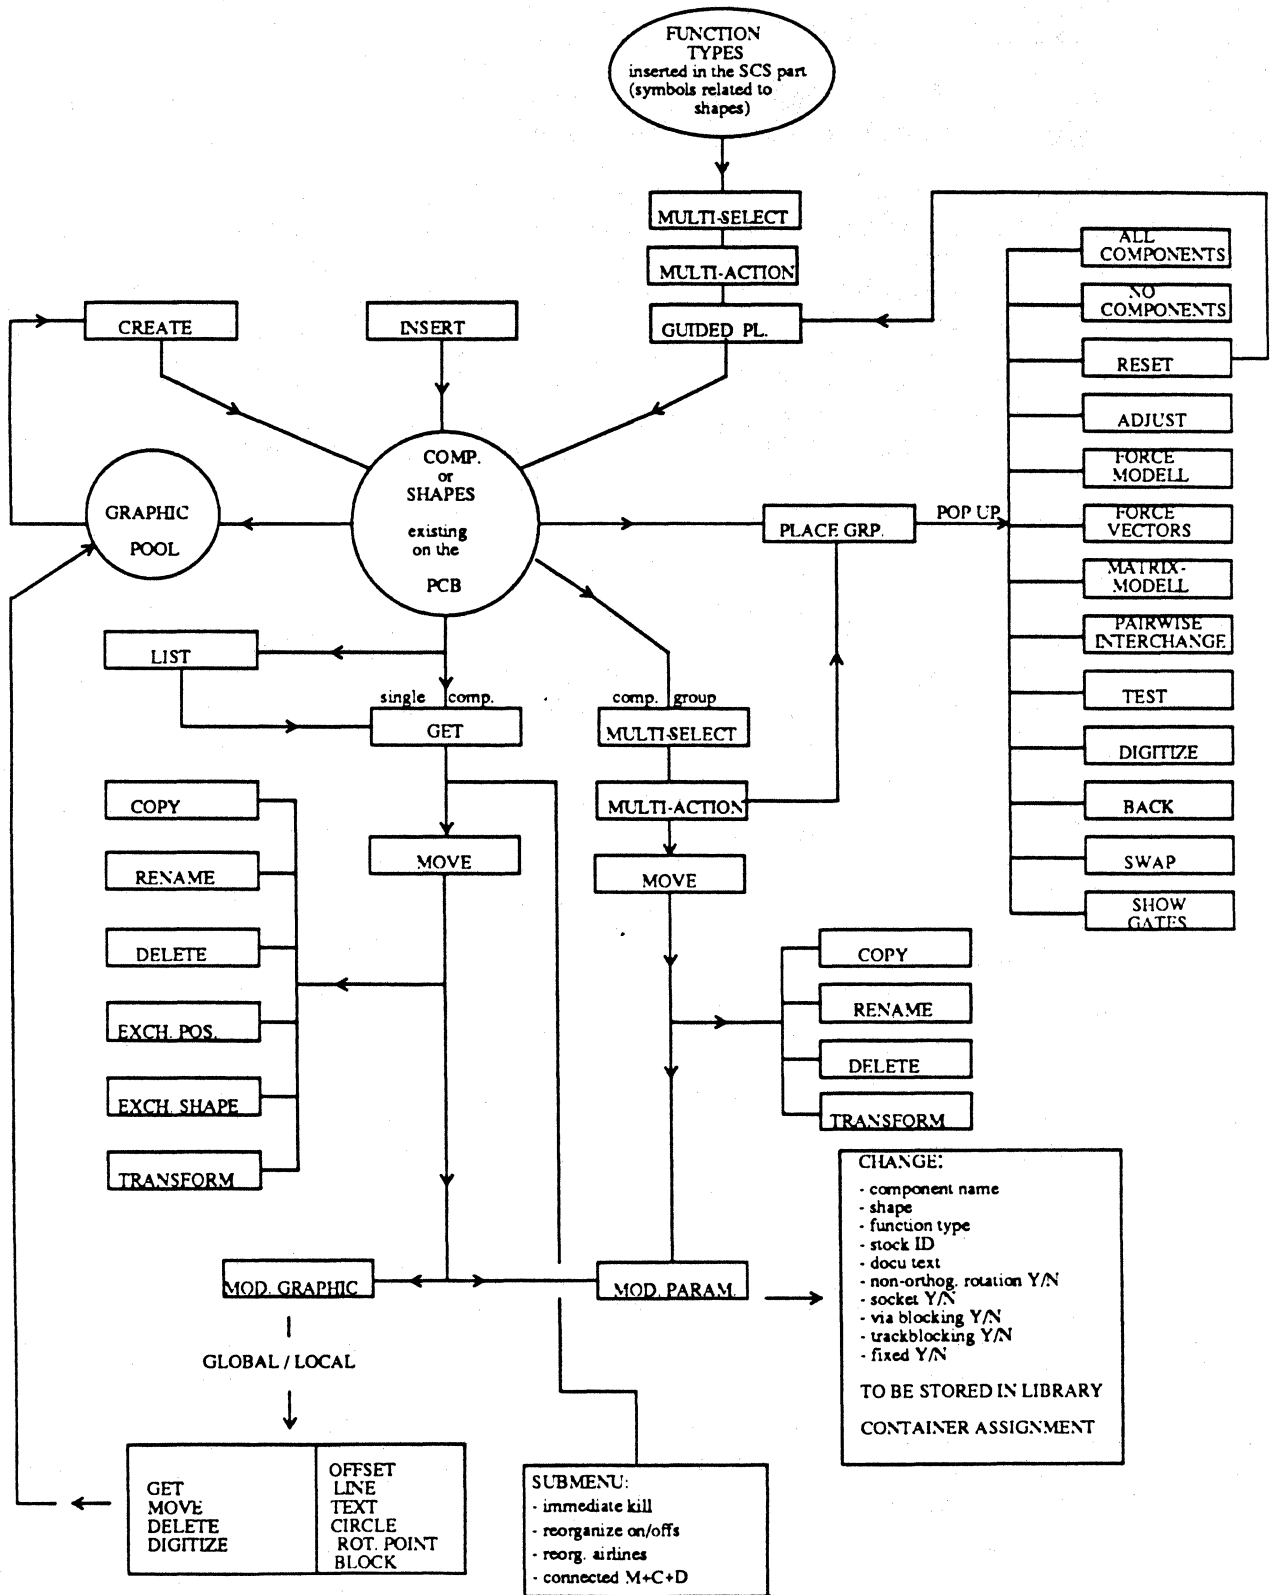 FUNCTION
TYPES
inserted in the SCS part
(symbols related to
shapes)
MULTI-SELECT
MULTI-ACTION
GUIDED PL.
CREATE
INSERT
COMP.
or
SHAPES
existing
on the
PCB
GRAPHIC
POOL
PLACE GRP.
POP UP
ALL
COMPONENTS
NO
COMPONENTS
RESET
ADJUST
FORCE
MODELL
FORCE
VECTORS
MATRIX-
MODELL
PAIRWISE
INTERCHANGE
TEST
DIGITIZE
BACK
SWAP
SHOW
GATES
LIST
single comp.
GET
comp. group
MULTI-SELECT
MULTI-ACTION
MOVE
MOVE
COPY
RENAME
DELETE
EXCH. POS.
EXCH. SHAPE
TRANSFORM
COPY
RENAME
DELETE
TRANSFORM
MOD. GRAPHIC
MOD. PARAM.
CHANGE:
- component name
- shape
- function type
- stock ID
- docu text
- non-orthog. rotation Y/N
- socket Y/N
- via blocking Y/N
- trackblocking Y/N
- fixed Y/N
TO BE STORED IN LIBRARY
CONTAINER ASSIGNMENT
GLOBAL / LOCAL
GET
MOVE
DELETE
DIGITIZE
OFFSET
LINE
TEXT
CIRCLE
ROT. POINT
BLOCK
SUBMENU:
- immediate kill
- reorganize on/offs
- reorg. airlines
- connected M+C+D